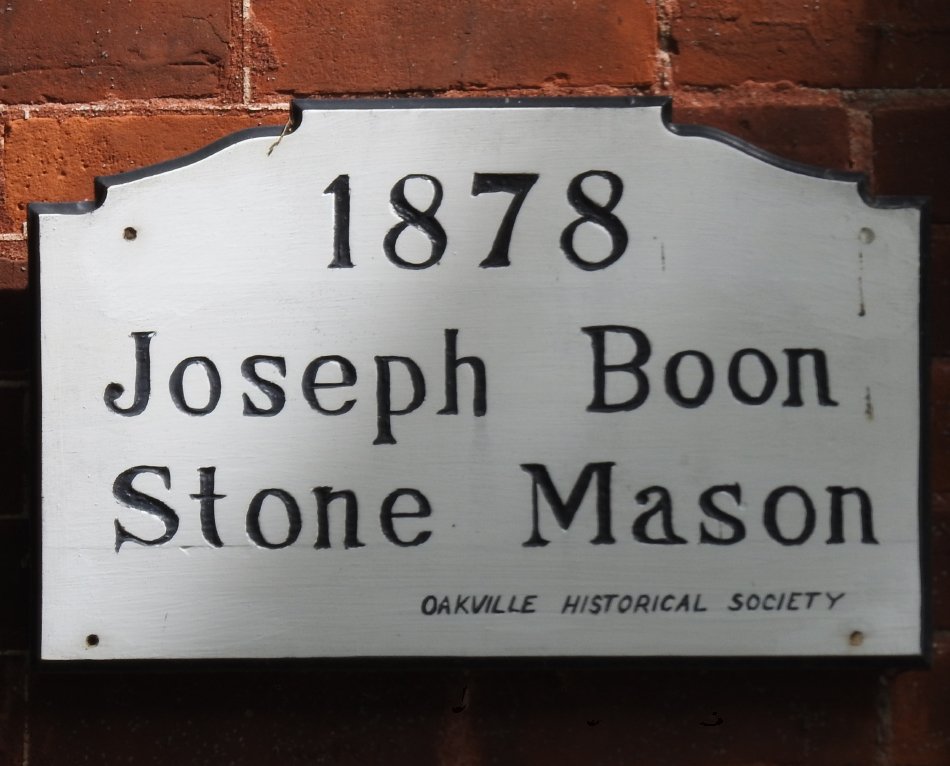 1878
Joseph Boon
Stone Mason
OAKVILLE HISTORICAL SOCIETY